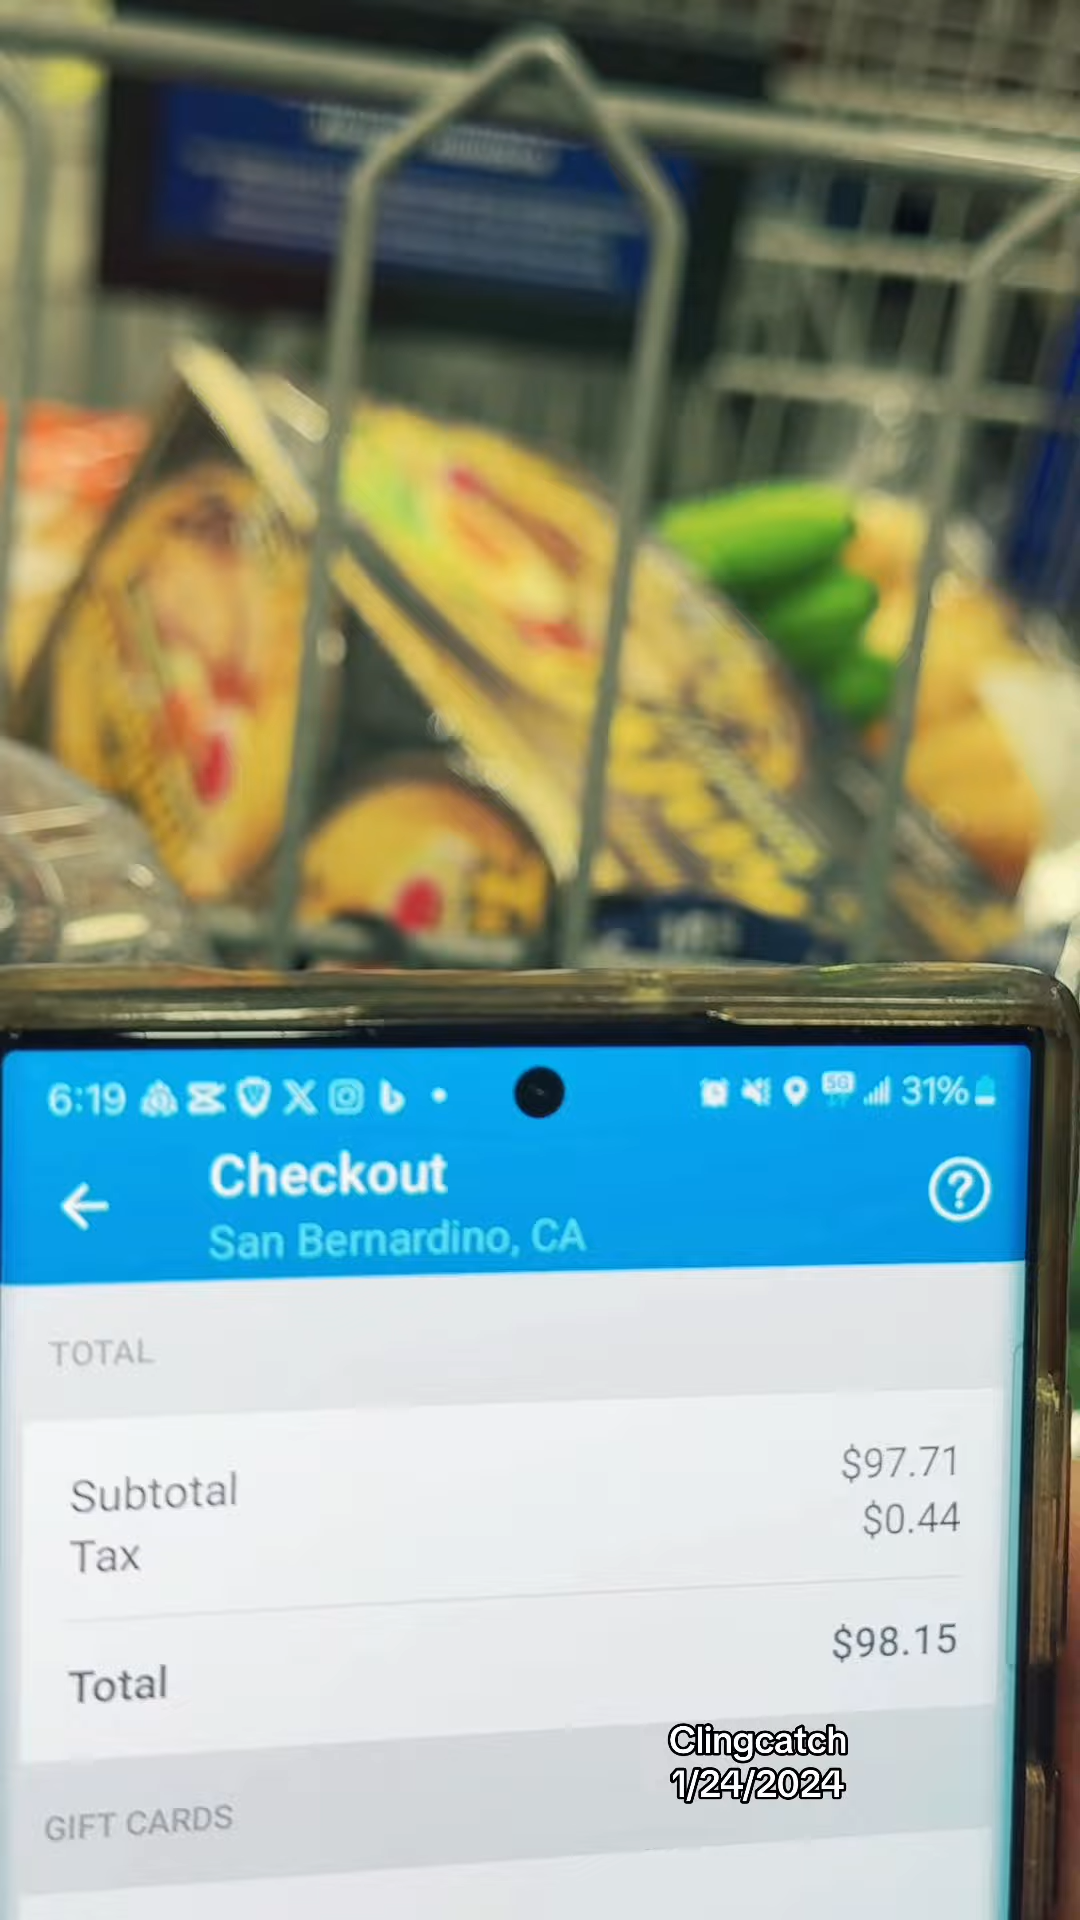 6:19 31%
Checkout
San Bernardino, CA
TOTAL
Subtotal $97.71
Tax $0.44
Total $98.15
Clingcatch
1/24/2024
GIFT CARDS